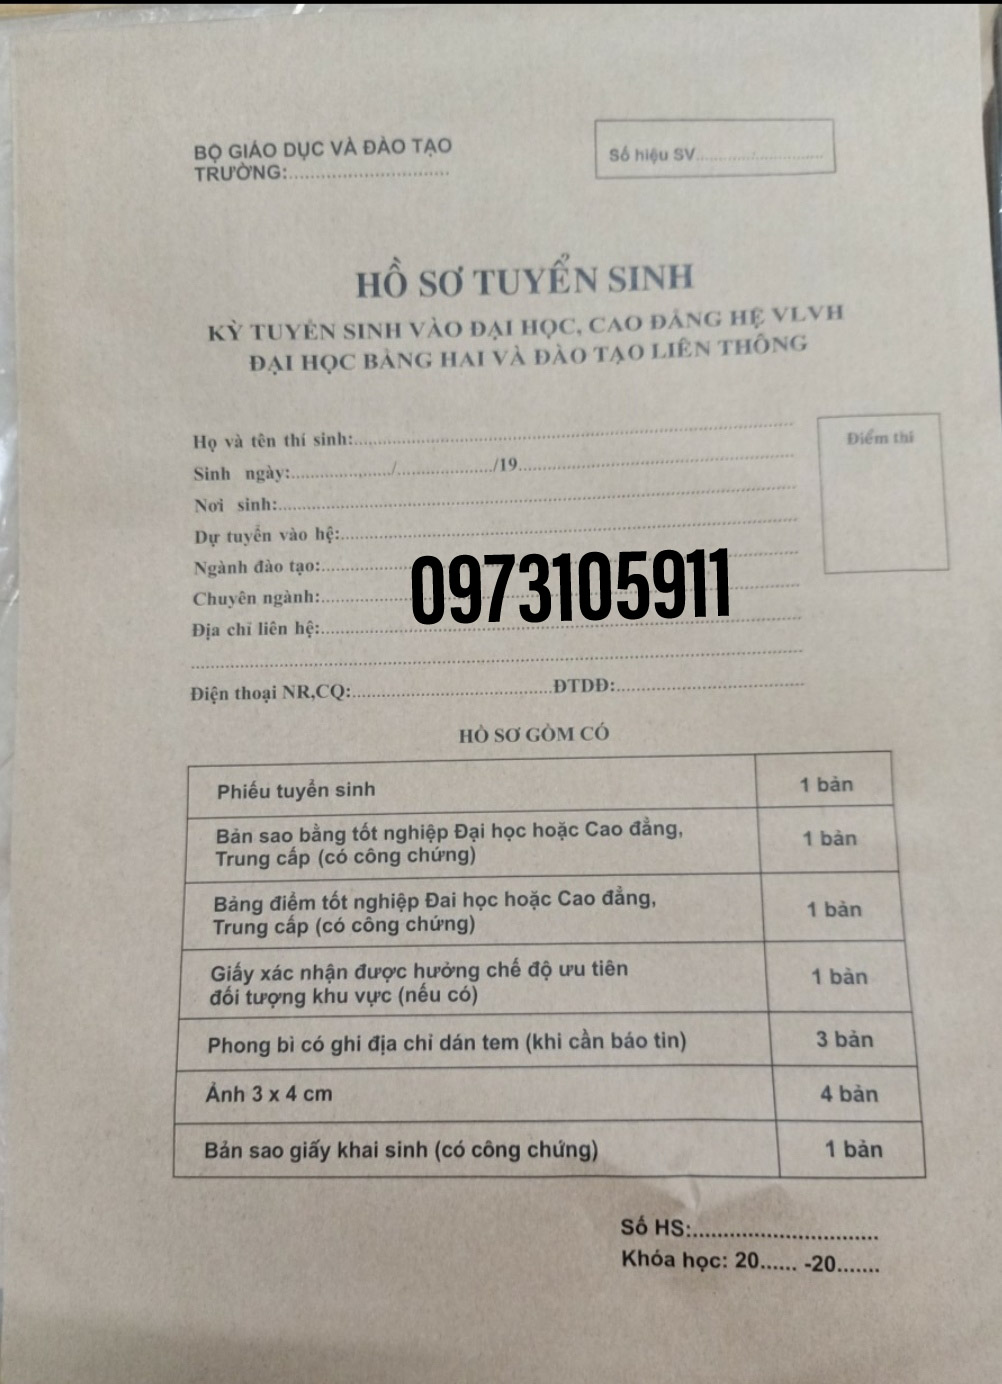 BỘ GIÁO DỤC VÀ ĐÀO TẠO
TRƯỜNG:..............................
Số hiệu SV..........................
HỒ SƠ TUYỂN SINH
KỲ TUYỂN SINH VÀO ĐẠI HỌC, CAO ĐẲNG HỆ VLVH
ĐẠI HỌC BẰNG HAI VÀ ĐÀO TẠO LIÊN THÔNG
Điểm thi
Họ và tên thí sinh:..........................................................
Sinh ngày:..................../..................../19..............................
Nơi sinh:..........................................................
Dự tuyển vào hệ:..........................................................
Ngành đào tạo:..........................................................
0973105911
Chuyên ngành:..........................................................
Địa chỉ liên hệ:..........................................................
....................................................................................
Điện thoại NR,CQ:........................................ĐTDĐ:....................................
HỒ SƠ GỒM CÓ
Phiếu tuyển sinh 1 bản
Bản sao bằng tốt nghiệp Đại học hoặc Cao đẳng,
Trung cấp (có công chứng) 1 bản
Bảng điểm tốt nghiệp Đai học hoặc Cao đẳng,
Trung cấp (có công chứng) 1 bản
Giấy xác nhận được hưởng chế độ ưu tiên
đối tượng khu vực (nếu có) 1 bản
Phong bì có ghi địa chỉ dán tem (khi cần báo tin) 3 bản
Ảnh 3 x 4 cm 4 bản
Bản sao giấy khai sinh (có công chứng) 1 bản
Số HS:..............................
Khóa học: 20...... -20.......